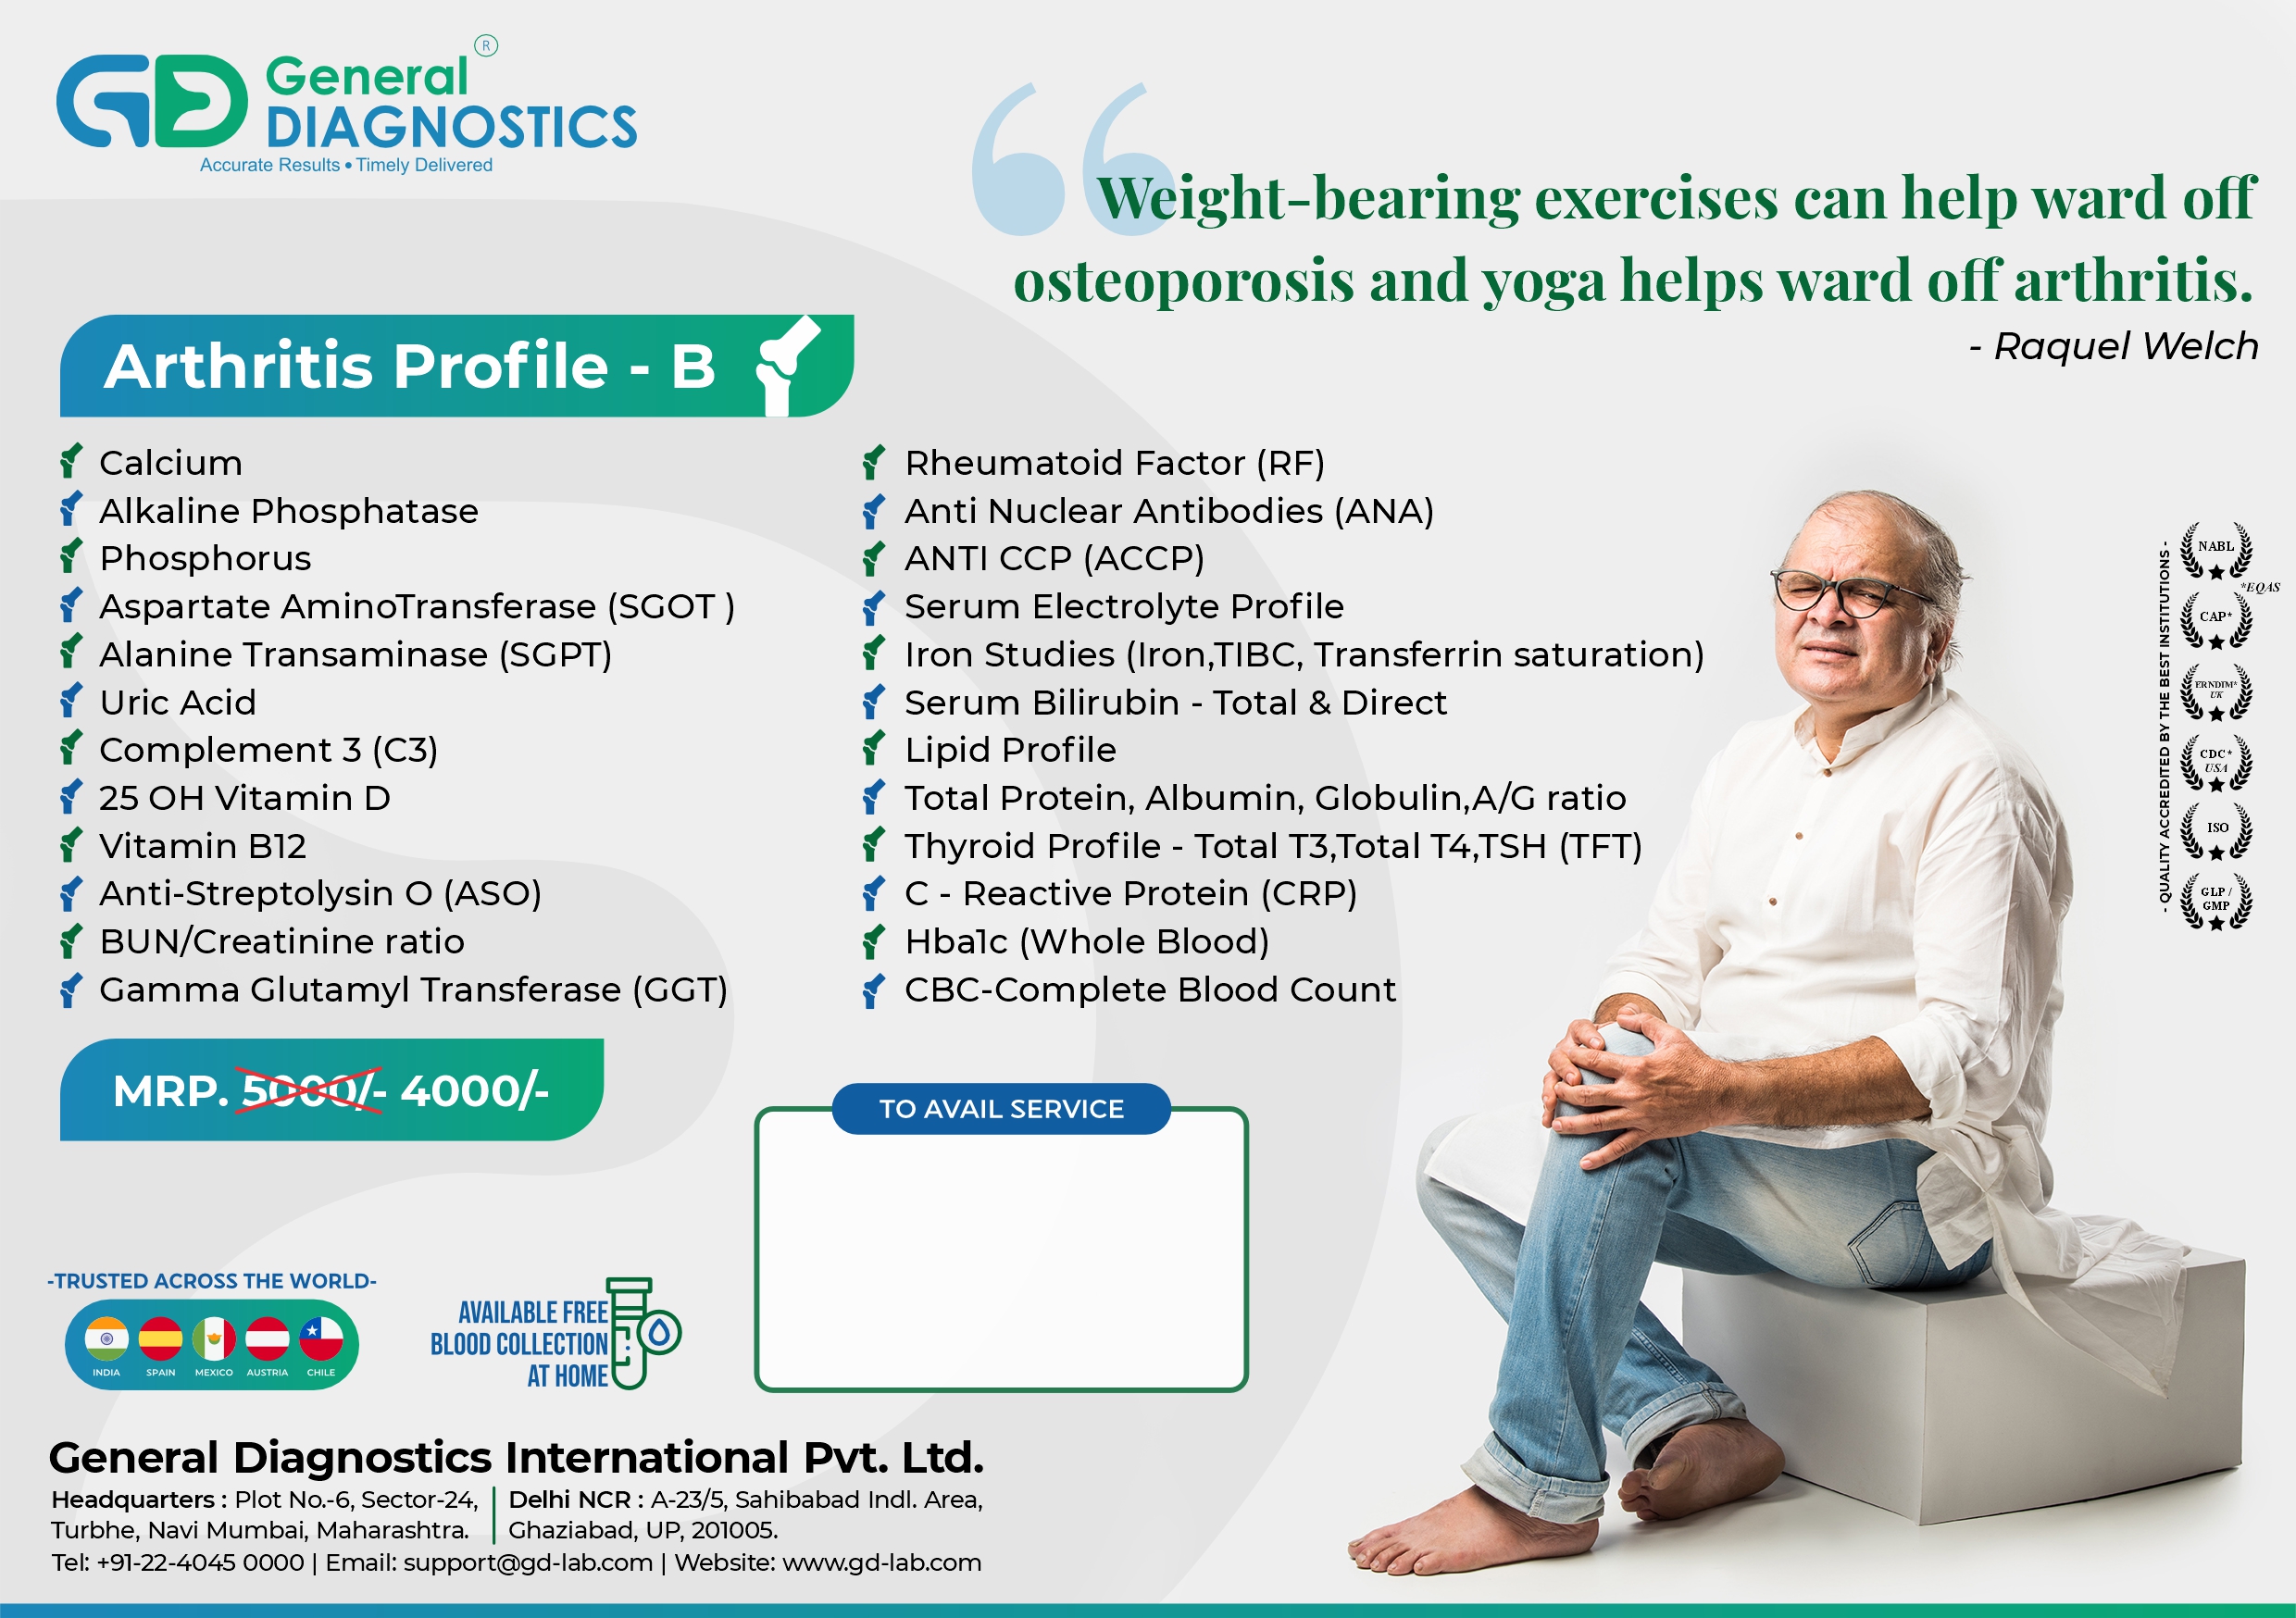 General
®
DIAGNOSTICS
Accurate Results • Timely Delivered
Weight-bearing exercises can help ward off
osteoporosis and yoga helps ward off arthritis.
- Raquel Welch
Arthritis Profile - B
Calcium
Alkaline Phosphatase
Phosphorus
Aspartate AminoTransferase (SGOT )
Alanine Transaminase (SGPT)
Uric Acid
Complement 3 (C3)
25 OH Vitamin D
Vitamin B12
Anti-Streptolysin O (ASO)
BUN/Creatinine ratio
Gamma Glutamyl Transferase (GGT)
Rheumatoid Factor (RF)
Anti Nuclear Antibodies (ANA)
ANTI CCP (ACCP)
Serum Electrolyte Profile
Iron Studies (Iron,TIBC, Transferrin saturation)
Serum Bilirubin - Total & Direct
Lipid Profile
Total Protein, Albumin, Globulin,A/G ratio
Thyroid Profile - Total T3,Total T4,TSH (TFT)
C - Reactive Protein (CRP)
Hba1c (Whole Blood)
CBC-Complete Blood Count
- QUALITY ACCREDITED BY THE BEST INSTITUTIONS -
NABL
*EQAS
CAP*
ERNDIM*
UK
CDC*
USA
ISO
GLP /
GMP
MRP. 5000/- 4000/-
TO AVAIL SERVICE
-TRUSTED ACROSS THE WORLD-
INDIA SPAIN MEXICO AUSTRIA CHILE
AVAILABLE FREE
BLOOD COLLECTION
AT HOME
General Diagnostics International Pvt. Ltd.
Headquarters : Plot No.-6, Sector-24,
Turbhe, Navi Mumbai, Maharashtra.
Delhi NCR : A-23/5, Sahibabad Indl. Area,
Ghaziabad, UP, 201005.
Tel: +91-22-4045 0000 | Email: support@gd-lab.com | Website: www.gd-lab.com